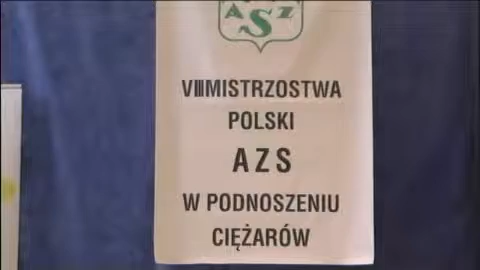 AZS
VIII MISTRZOSTWA
POLSKI
AZS
W PODNOSZENIU
CIĘŻARÓW